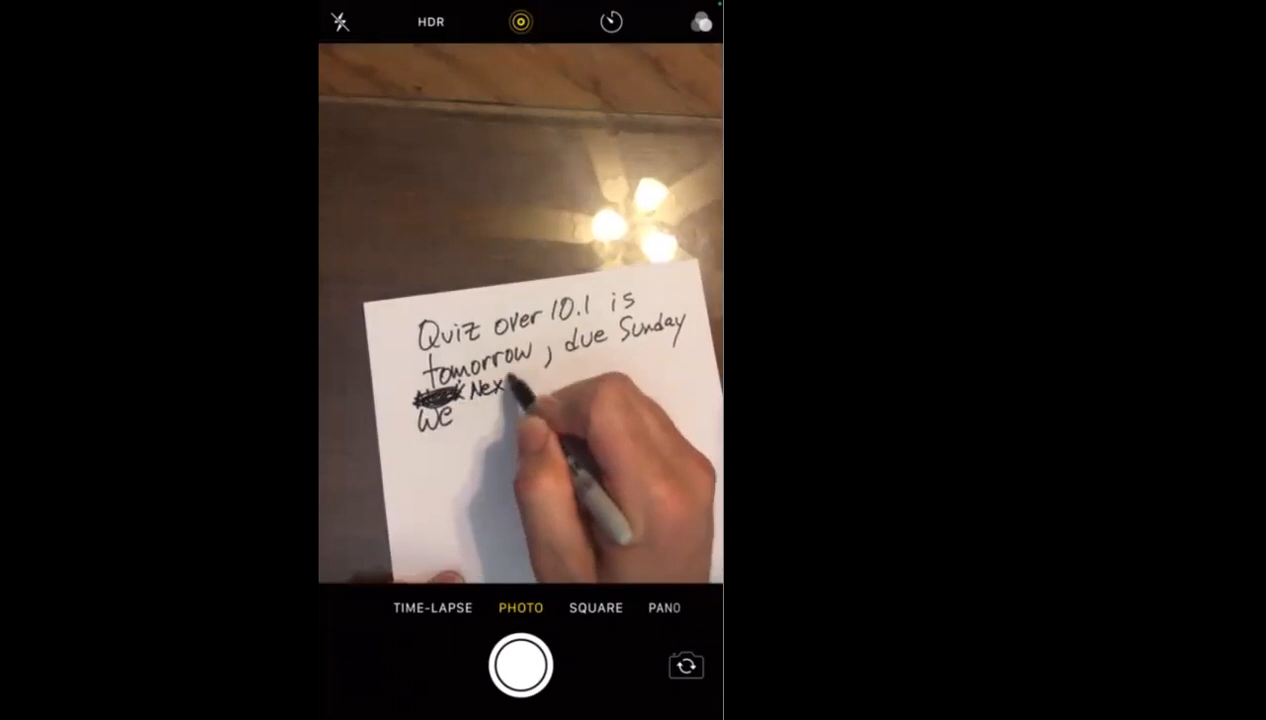 HDR
Quiz over 10.1 is
tomorrow, due Sunday
Nex
We
TIME-LAPSE PHOTO SQUARE PANO